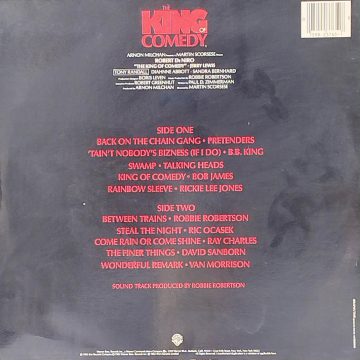 THE
KING
OF
COMEDY
ARNON MILCHAN Presents A MARTIN SCORSESE Picture
ROBERT De NIRO
"THE KING OF COMEDY" • JERRY LEWIS
TONY RANDALL DIAHNNE ABBOTT • SANDRA BERNHARD
BORIS LEVEN ROBBIE ROBERTSON
ROBERT GREENHUT PAUL D. ZIMMERMAN
ARNON MILCHAN MARTIN SCORSESE
SIDE ONE
BACK ON THE CHAIN GANG • PRETENDERS
'TAIN'T NOBODY'S BIZNESS (IF I DO) • B.B. KING
SWAMP • TALKING HEADS
KING OF COMEDY • BOB JAMES
RAINBOW SLEEVE • RICKIE LEE JONES
SIDE TWO
BETWEEN TRAINS • ROBBIE ROBERTSON
STEAL THE NIGHT • RIC OCASEK
COME RAIN OR COME SHINE • RAY CHARLES
THE FINER THINGS • DAVID SANBORN
WONDERFUL REMARK • VAN MORRISON
SOUND TRACK PRODUCED BY ROBBIE ROBERTSON